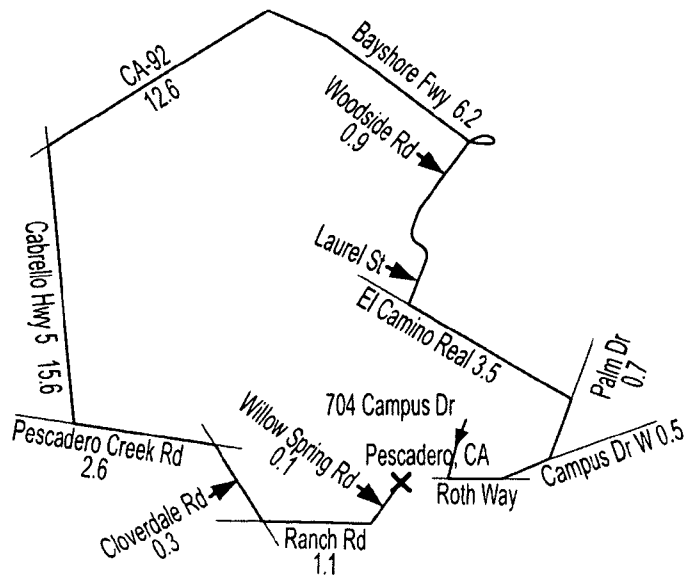 CA-92
12.6
Bayshore Fwy 6.2
Woodside Rd
0.9
Laurel St
El Camino Real 3.5
Cabrello Hwy 5 15.6
Palm Dr
0.7
704 Campus Dr
Willow Spring Rd
0.1
Pescadero, CA
Campus Dr W 0.5
Roth Way
Pescadero Creek Rd
2.6
Cloverdale Rd
0.3
Ranch Rd
1.1